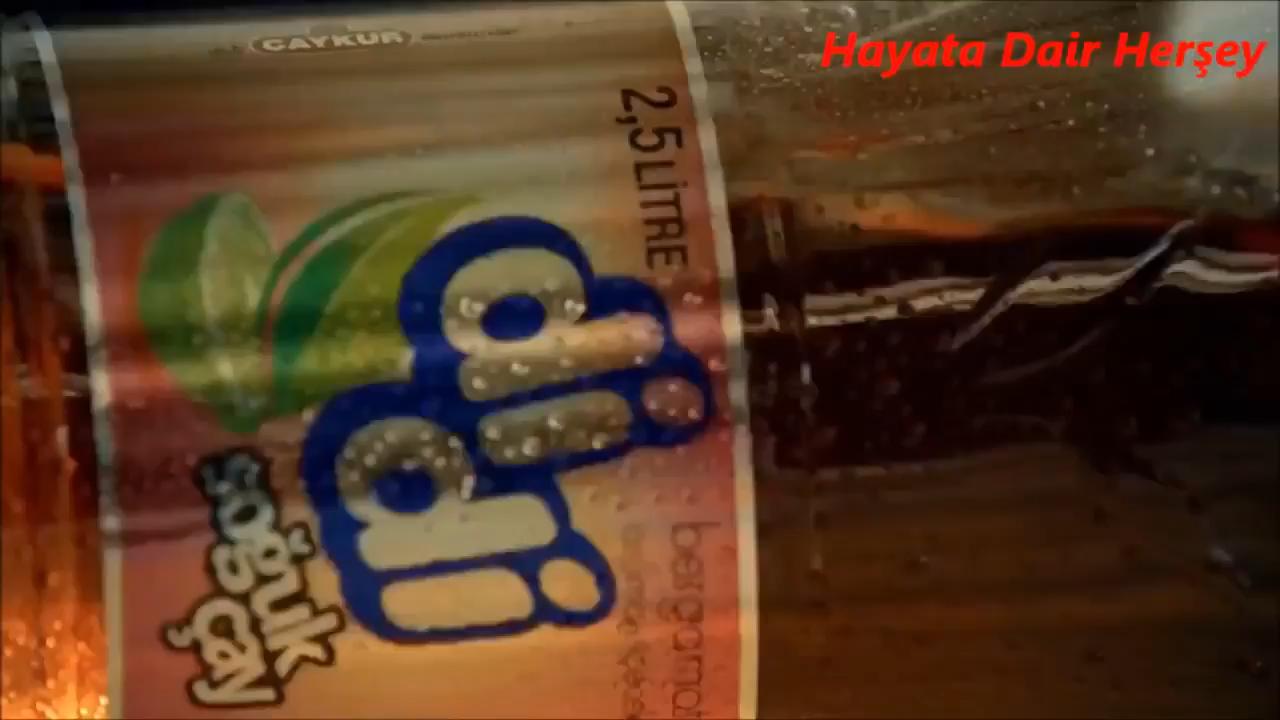 Hayata Dair Herşey
ÇAYKUR
2,5 LİTRE
didi
soğuk
çay
bergamot